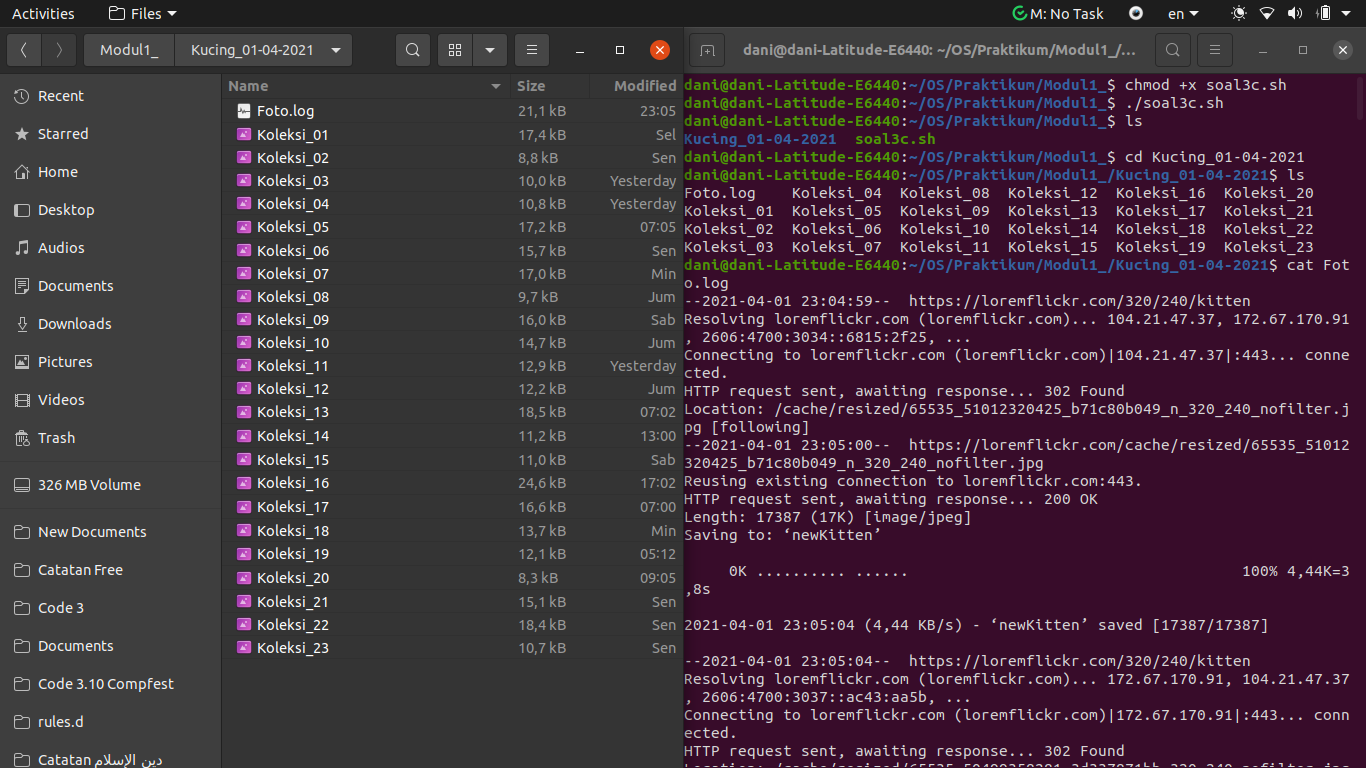 Activities Files M: No Task en
Modul1_ Kucing_01-04-2021
Recent
Starred
Home
Desktop
Audios
Documents
Downloads
Pictures
Videos
Trash
326 MB Volume
New Documents
Catatan Free
Code 3
Documents
Code 3.10 Compfest
rules.d
Catatan دين الإسلام
Name Size Modified
Foto.log 21,1 kB 23:05
Koleksi_01 17,4 kB Sel
Koleksi_02 8,8 kB Sen
Koleksi_03 10,0 kB Yesterday
Koleksi_04 10,8 kB Yesterday
Koleksi_05 17,2 kB 07:05
Koleksi_06 15,7 kB Sen
Koleksi_07 17,0 kB Min
Koleksi_08 9,7 kB Jum
Koleksi_09 16,0 kB Sab
Koleksi_10 14,7 kB Jum
Koleksi_11 12,9 kB Yesterday
Koleksi_12 12,2 kB Jum
Koleksi_13 18,5 kB 07:02
Koleksi_14 11,2 kB 13:00
Koleksi_15 11,0 kB Sab
Koleksi_16 24,6 kB 17:02
Koleksi_17 16,6 kB 07:00
Koleksi_18 13,7 kB Min
Koleksi_19 12,1 kB 05:12
Koleksi_20 8,3 kB 09:05
Koleksi_21 15,1 kB Sen
Koleksi_22 18,4 kB Sen
Koleksi_23 10,7 kB Sen
dani@dani-Latitude-E6440: ~/OS/Praktikum/Modul1_/...
dani@dani-Latitude-E6440:~/OS/Praktikum/Modul1_$ chmod +x soal3c.sh
dani@dani-Latitude-E6440:~/OS/Praktikum/Modul1_$ ./soal3c.sh
dani@dani-Latitude-E6440:~/OS/Praktikum/Modul1_$ ls
Kucing_01-04-2021 soal3c.sh
dani@dani-Latitude-E6440:~/OS/Praktikum/Modul1_$ cd Kucing_01-04-2021
dani@dani-Latitude-E6440:~/OS/Praktikum/Modul1_/Kucing_01-04-2021$ ls
Foto.log Koleksi_04 Koleksi_08 Koleksi_12 Koleksi_16 Koleksi_20
Koleksi_01 Koleksi_05 Koleksi_09 Koleksi_13 Koleksi_17 Koleksi_21
Koleksi_02 Koleksi_06 Koleksi_10 Koleksi_14 Koleksi_18 Koleksi_22
Koleksi_03 Koleksi_07 Koleksi_11 Koleksi_15 Koleksi_19 Koleksi_23
dani@dani-Latitude-E6440:~/OS/Praktikum/Modul1_/Kucing_01-04-2021$ cat Fot
o.log
--2021-04-01 23:04:59-- https://loremflickr.com/320/240/kitten
Resolving loremflickr.com (loremflickr.com)... 104.21.47.37, 172.67.170.91
, 2606:4700:3034::6815:2f25, ...
Connecting to loremflickr.com (loremflickr.com)|104.21.47.37|:443... conne
cted.
HTTP request sent, awaiting response... 302 Found
Location: /cache/resized/65535_51012320425_b71c80b049_n_320_240_nofilter.j
pg [following]
--2021-04-01 23:05:00-- https://loremflickr.com/cache/resized/65535_51012
320425_b71c80b049_n_320_240_nofilter.jpg
Reusing existing connection to loremflickr.com:443.
HTTP request sent, awaiting response... 200 OK
Length: 17387 (17K) [image/jpeg]
Saving to: ‘newKitten’
0K .......... ...... 100% 4,44K=3
,8s
2021-04-01 23:05:04 (4,44 KB/s) - ‘newKitten’ saved [17387/17387]
--2021-04-01 23:05:04-- https://loremflickr.com/320/240/kitten
Resolving loremflickr.com (loremflickr.com)... 172.67.170.91, 104.21.47.37
, 2606:4700:3037::ac43:aa5b, ...
Connecting to loremflickr.com (loremflickr.com)|172.67.170.91|:443... conn
ected.
HTTP request sent, awaiting response... 302 Found